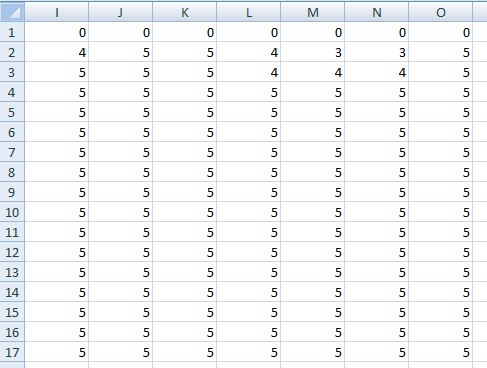 I J K L M N O
1 0 0 0 0 0 0 0
2 4 5 5 4 3 3 5
3 5 5 5 4 4 4 5
4 5 5 5 5 5 5 5
5 5 5 5 5 5 5 5
6 5 5 5 5 5 5 5
7 5 5 5 5 5 5 5
8 5 5 5 5 5 5 5
9 5 5 5 5 5 5 5
10 5 5 5 5 5 5 5
11 5 5 5 5 5 5 5
12 5 5 5 5 5 5 5
13 5 5 5 5 5 5 5
14 5 5 5 5 5 5 5
15 5 5 5 5 5 5 5
16 5 5 5 5 5 5 5
17 5 5 5 5 5 5 5